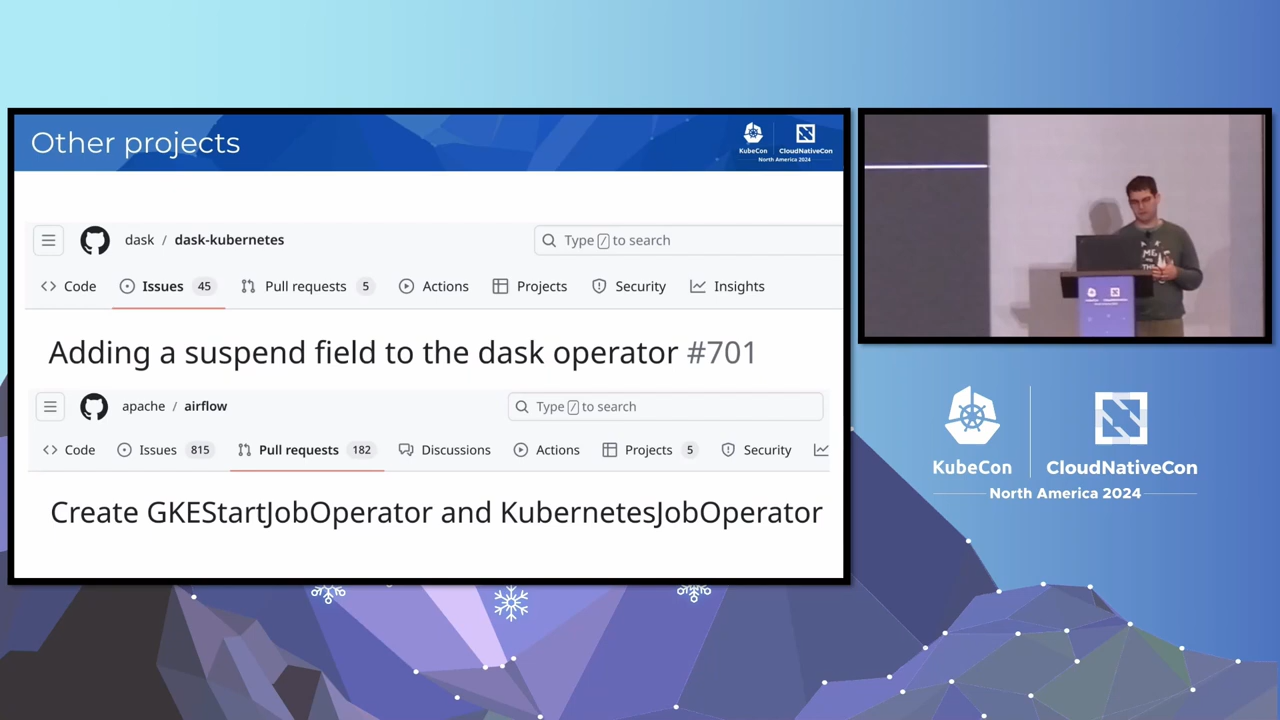 Other projects
KubeCon
CloudNativeCon
North America 2024
dask / dask-kubernetes
Type / to search
Code
Issues 45
Pull requests 5
Actions
Projects
Security
Insights
Adding a suspend field to the dask operator #701
apache / airflow
Type / to search
Code
Issues 815
Pull requests 182
Discussions
Actions
Projects 5
Security
Create GKEStartJobOperator and KubernetesJobOperator
KubeCon
CloudNativeCon
North America 2024